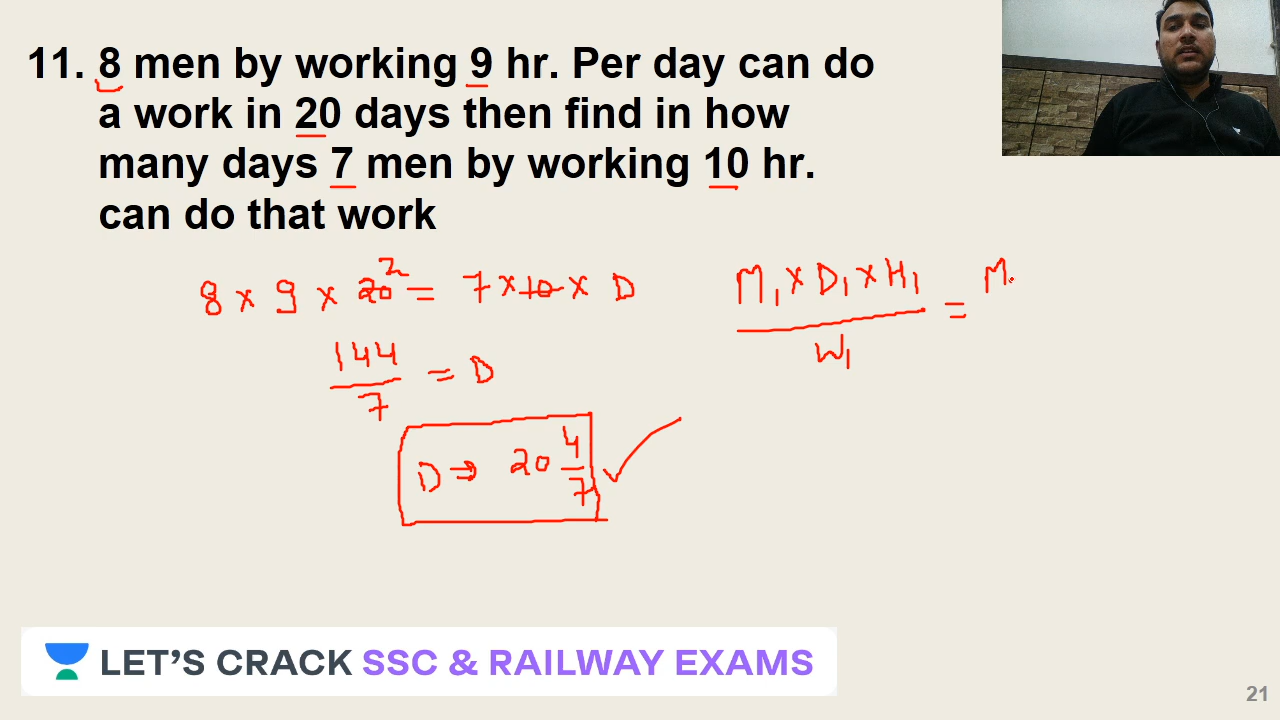 11. 8 men by working 9 hr. Per day can do
a work in 20 days then find in how
many days 7 men by working 10 hr.
can do that work
8 × 9 × 20² = 7 × 10 × D
144/7 = D
D → 20 4/7
M₁ × D₁ × H₁ / W₁ = M
LET'S CRACK SSC & RAILWAY EXAMS
21